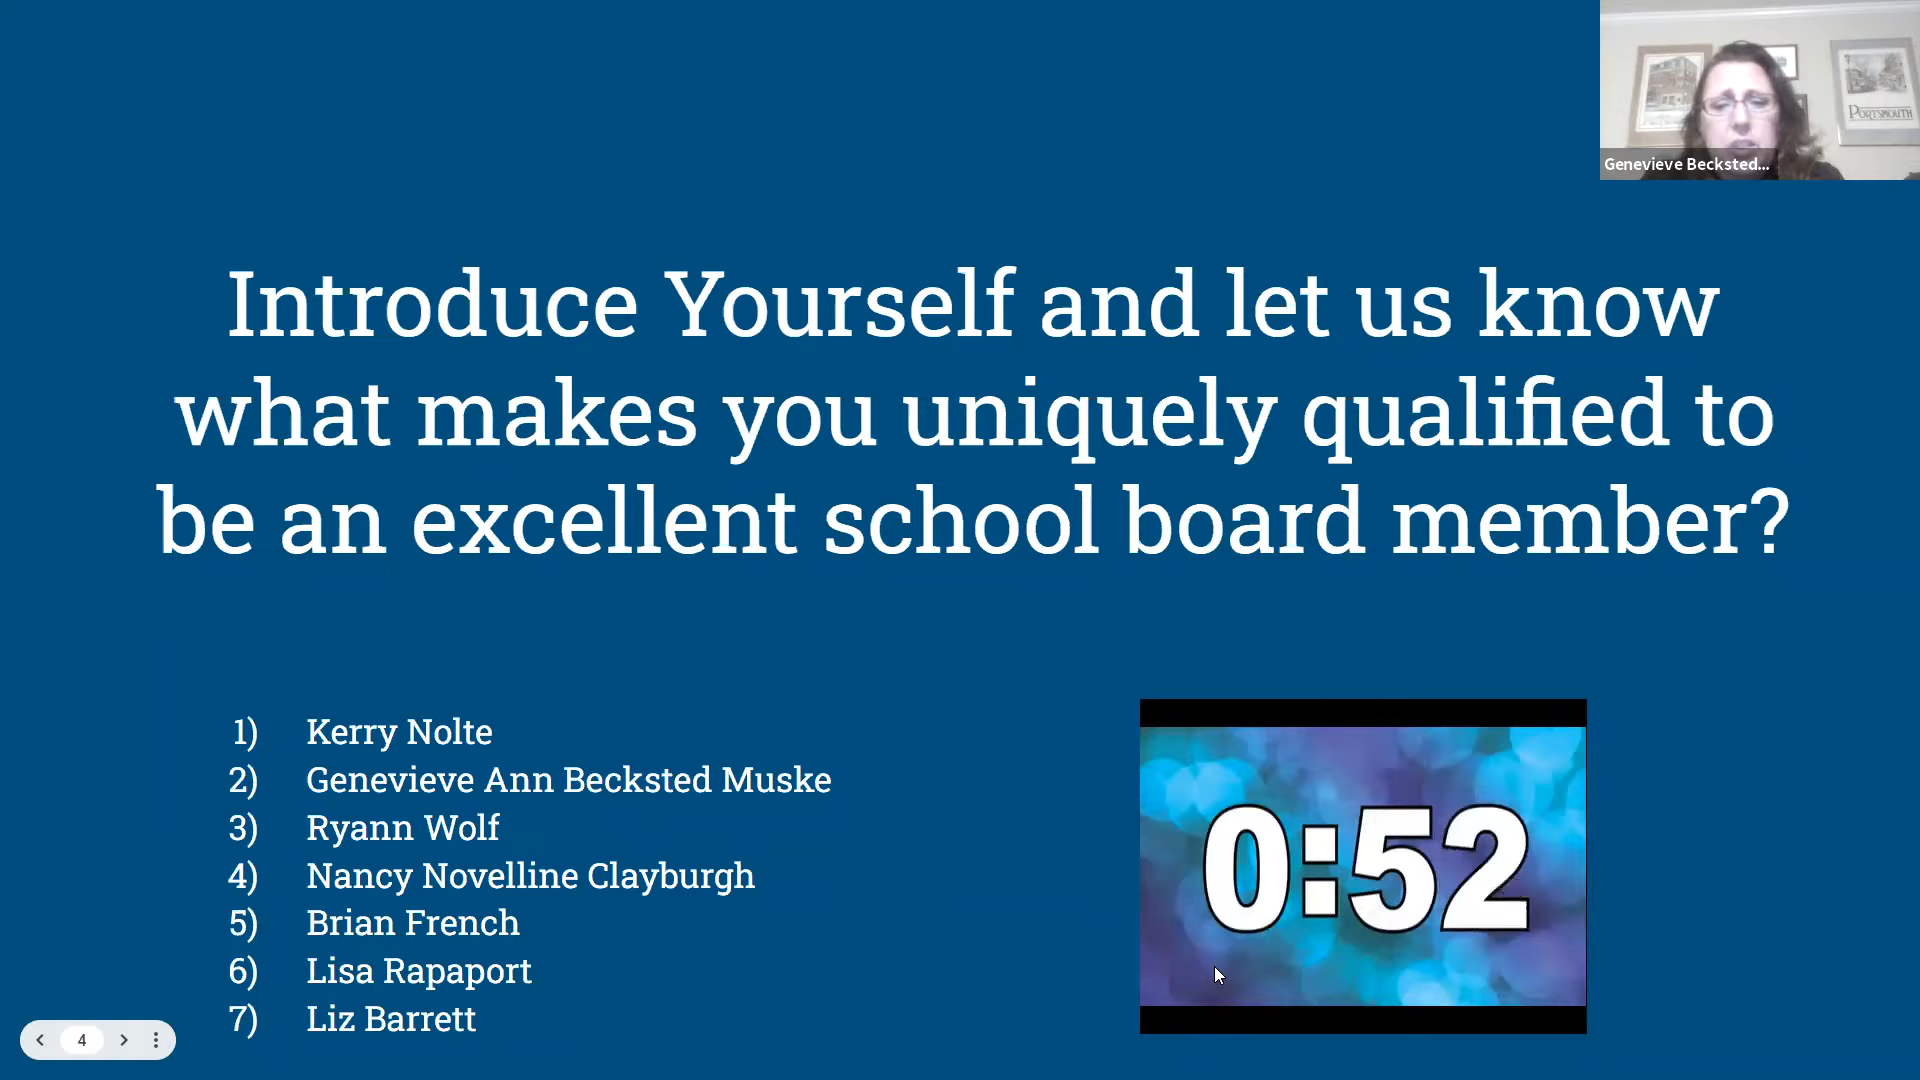 PORTSMOUTH
Genevieve Becksted...
Introduce Yourself and let us know
what makes you uniquely qualified to
be an excellent school board member?
1) Kerry Nolte
2) Genevieve Ann Becksted Muske
3) Ryann Wolf
4) Nancy Novelline Clayburgh
5) Brian French
6) Lisa Rapaport
7) Liz Barrett
0:52
4